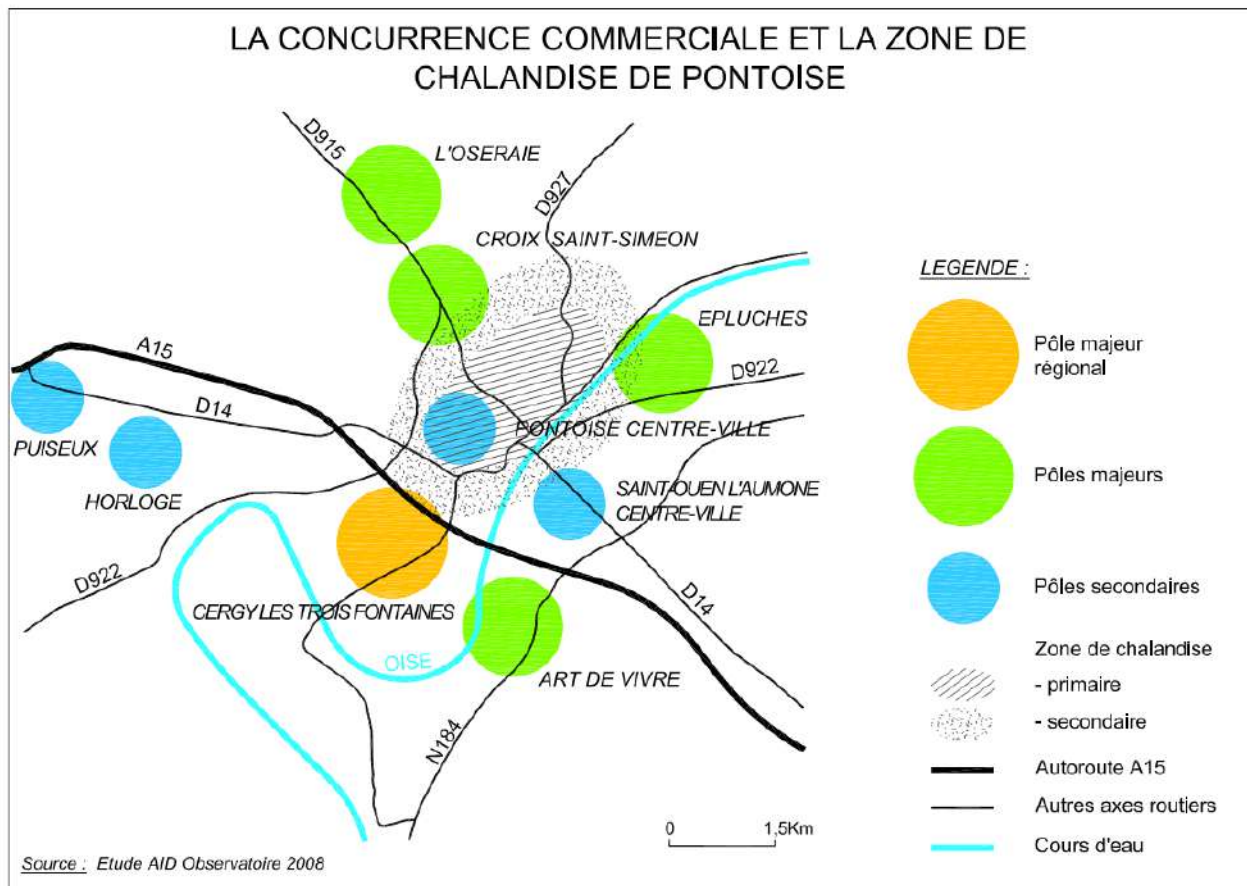 LA CONCURRENCE COMMERCIALE ET LA ZONE DE
CHALANDISE DE PONTOISE
D915
L'OSERAIE
D927
CROIX SAINT-SIMEON
EPLUCHES
A15
D922
D14
PUISEUX
PONTOISE CENTRE-VILLE
HORLOGE
SAINT-OUEN L'AUMONE
CENTRE-VILLE
D922
D14
CERGY LES TROIS FONTAINES
OISE
ART DE VIVRE
N184
0 1,5Km
Source : Etude AID Observatoire 2008
LEGENDE :
Pôle majeur
régional
Pôles majeurs
Pôles secondaires
Zone de chalandise
- primaire
- secondaire
Autoroute A15
Autres axes routiers
Cours d'eau